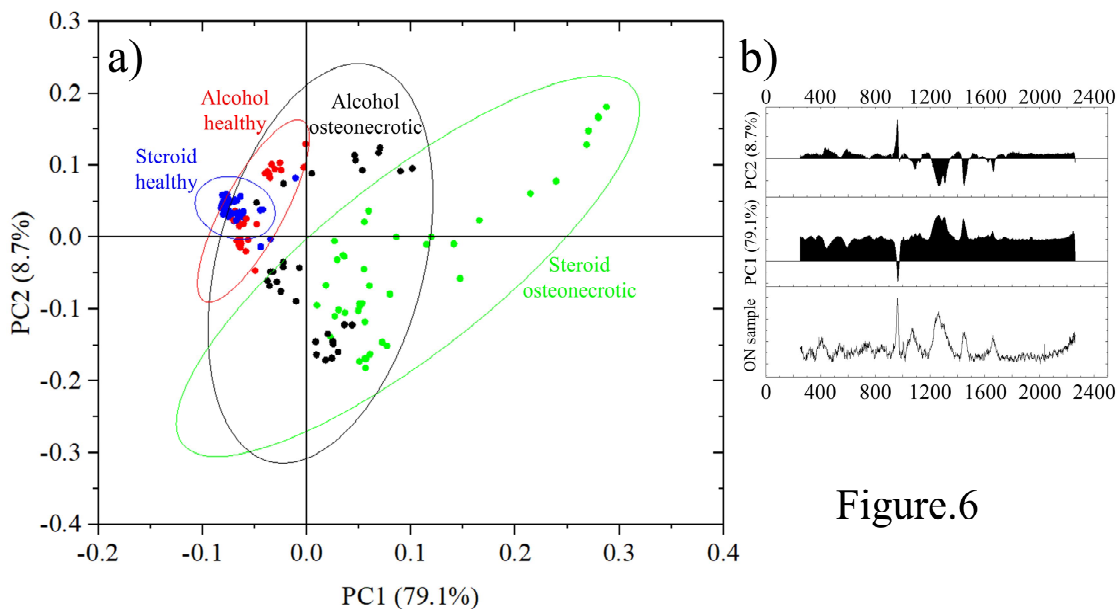 a)
0.3
0.2
0.1
0.0
-0.1
-0.2
-0.3
-0.4
PC2 (8.7%)
Alcohol
healthy
Alcohol
osteonecrotic
Steroid
healthy
Steroid
osteonecrotic
-0.2 -0.1 0.0 0.1 0.2 0.3 0.4
PC1 (79.1%)
b)
0 400 800 1200 1600 2000 2400
PC2 (8.7%)
PC1 (79.1%)
ON sample
0 400 800 1200 1600 2000 2400
Figure.6